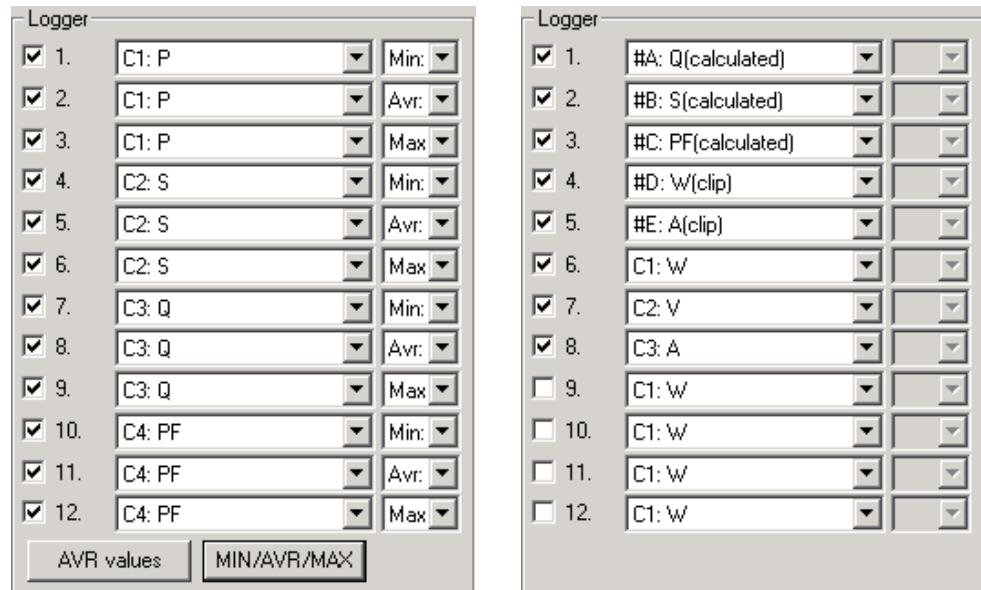 Logger
1. C1: P Min:
2. C1: P Avr:
3. C1: P Max
4. C2: S Min:
5. C2: S Avr:
6. C2: S Max
7. C3: Q Min:
8. C3: Q Avr:
9. C3: Q Max
10. C4: PF Min:
11. C4: PF Avr:
12. C4: PF Max
AVR values MIN/AVR/MAX
Logger
1. #A: Q(calculated)
2. #B: S(calculated)
3. #C: PF(calculated)
4. #D: W(clip)
5. #E: A(clip)
6. C1: W
7. C2: V
8. C3: A
9. C1: W
10. C1: W
11. C1: W
12. C1: W